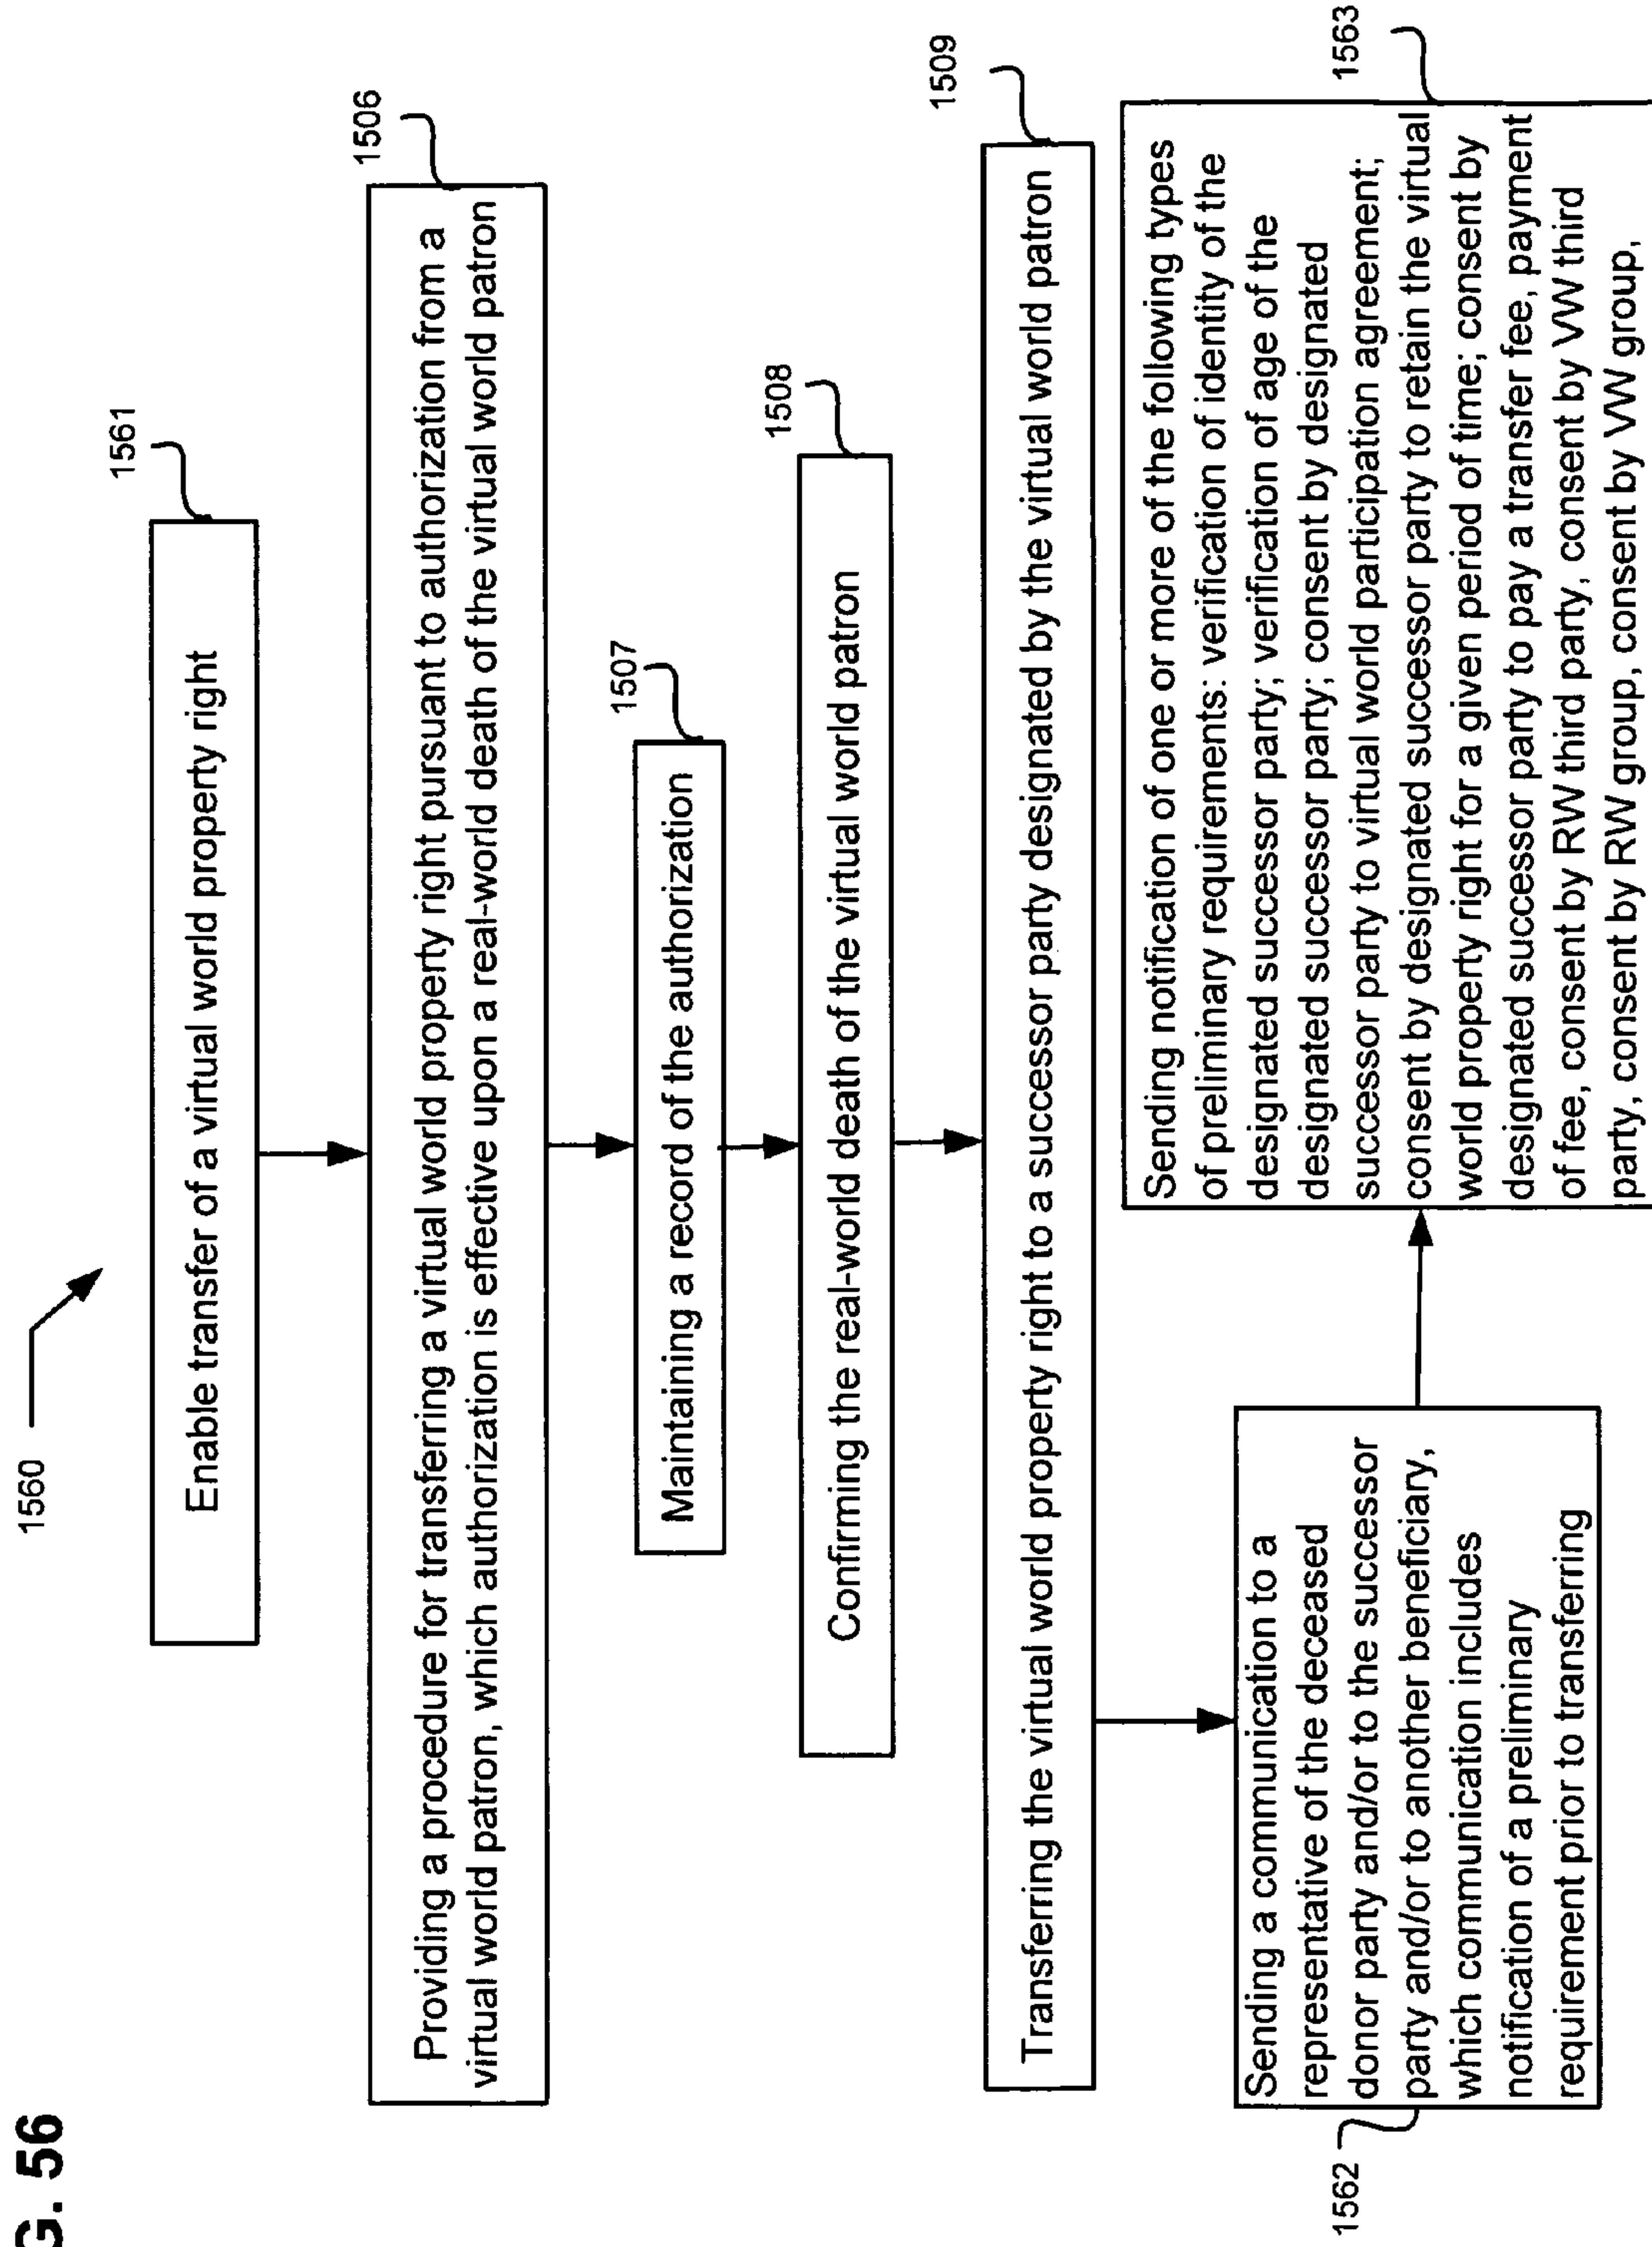 G. 56
1560
1561
Enable transfer of a virtual world property right
1506
Providing a procedure for transferring a virtual world property right pursuant to authorization from a
virtual world patron, which authorization is effective upon a real-world death of the virtual world patron
1507
Maintaining a record of the authorization
1508
Confirming the real-world death of the virtual world patron
1509
Transferring the virtual world property right to a successor party designated by the virtual world patron
1562
Sending a communication to a
representative of the deceased
donor party and/or to the successor
party and/or to another beneficiary,
which communication includes
notification of a preliminary
requirement prior to transferring
1563
Sending notification of one or more of the following types
of preliminary requirements: verification of identity of the
designated successor party; verification of age of the
designated successor party; consent by designated
successor party to virtual world participation agreement;
consent by designated successor party to retain the virtual
world property right for a given period of time; consent by
designated successor party to pay a transfer fee, payment
of fee, consent by RW third party, consent by VW third
party, consent by RW group, consent by VW group,